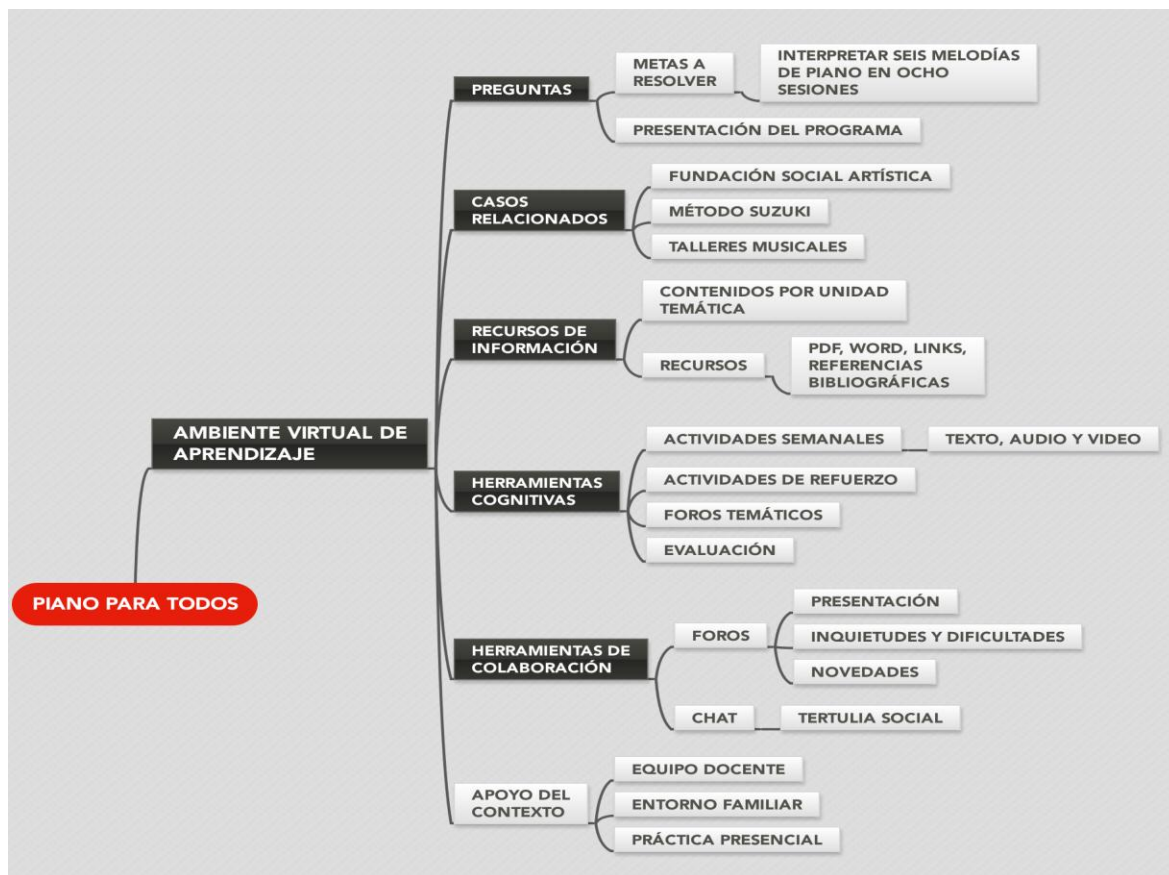 PREGUNTAS
METAS A
RESOLVER
INTERPRETAR SEIS MELODÍAS
DE PIANO EN OCHO
SESIONES
PRESENTACIÓN DEL PROGRAMA
CASOS
RELACIONADOS
FUNDACIÓN SOCIAL ARTÍSTICA
MÉTODO SUZUKI
TALLERES MUSICALES
RECURSOS DE
INFORMACIÓN
CONTENIDOS POR UNIDAD
TEMÁTICA
RECURSOS
PDF, WORD, LINKS,
REFERENCIAS
BIBLIOGRÁFICAS
AMBIENTE VIRTUAL DE
APRENDIZAJE
HERRAMIENTAS
COGNITIVAS
ACTIVIDADES SEMANALES
TEXTO, AUDIO Y VIDEO
ACTIVIDADES DE REFUERZO
FOROS TEMÁTICOS
EVALUACIÓN
PIANO PARA TODOS
HERRAMIENTAS DE
COLABORACIÓN
FOROS
PRESENTACIÓN
INQUIETUDES Y DIFICULTADES
NOVEDADES
CHAT
TERTULIA SOCIAL
APOYO DEL
CONTEXTO
EQUIPO DOCENTE
ENTORNO FAMILIAR
PRÁCTICA PRESENCIAL